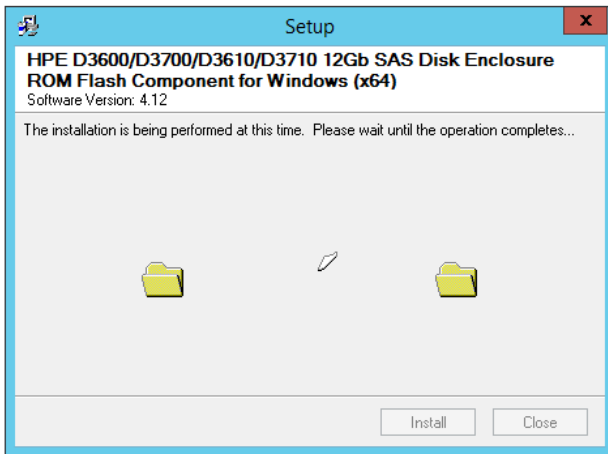 Setup
x
HPE D3600/D3700/D3610/D3710 12Gb SAS Disk Enclosure
ROM Flash Component for Windows (x64)
Software Version: 4.12
The installation is being performed at this time.  Please wait until the operation completes...
Install
Close